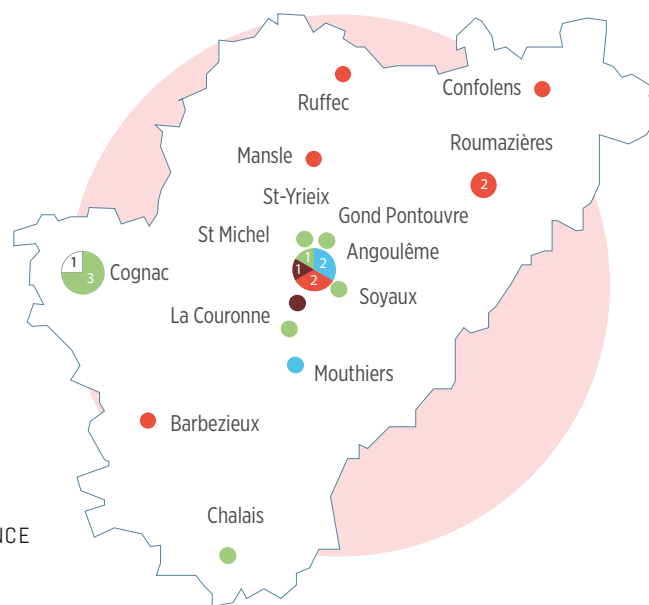 Ruffec
Confolens
Roumazières
2
Mansle
St-Yrieix
Gond Pontouvre
St Michel
Angoulême
1
2
1
2
Cognac
1
3
Soyaux
La Couronne
Mouthiers
Barbezieux
Chalais
NCE